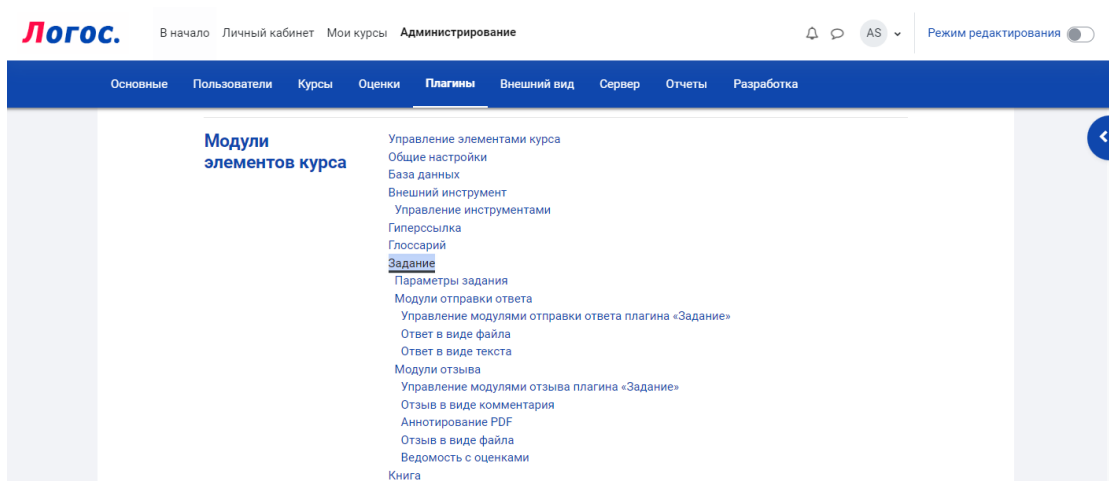 Логос.
В начало Личный кабинет Мои курсы Администрирование AS Режим редактирования
Основные Пользователи Курсы Оценки Плагины Внешний вид Сервер Отчеты Разработка
Модули элементов курса
Управление элементами курса
Общие настройки
База данных
Внешний инструмент
Управление инструментами
Гиперссылка
Глоссарий
Задание
Параметры задания
Модули отправки ответа
Управление модулями отправки ответа плагина «Задание»
Ответ в виде файла
Ответ в виде текста
Модули отзыва
Управление модулями отзыва плагина «Задание»
Отзыв в виде комментария
Аннотирование PDF
Отзыв в виде файла
Ведомость с оценками
Книга